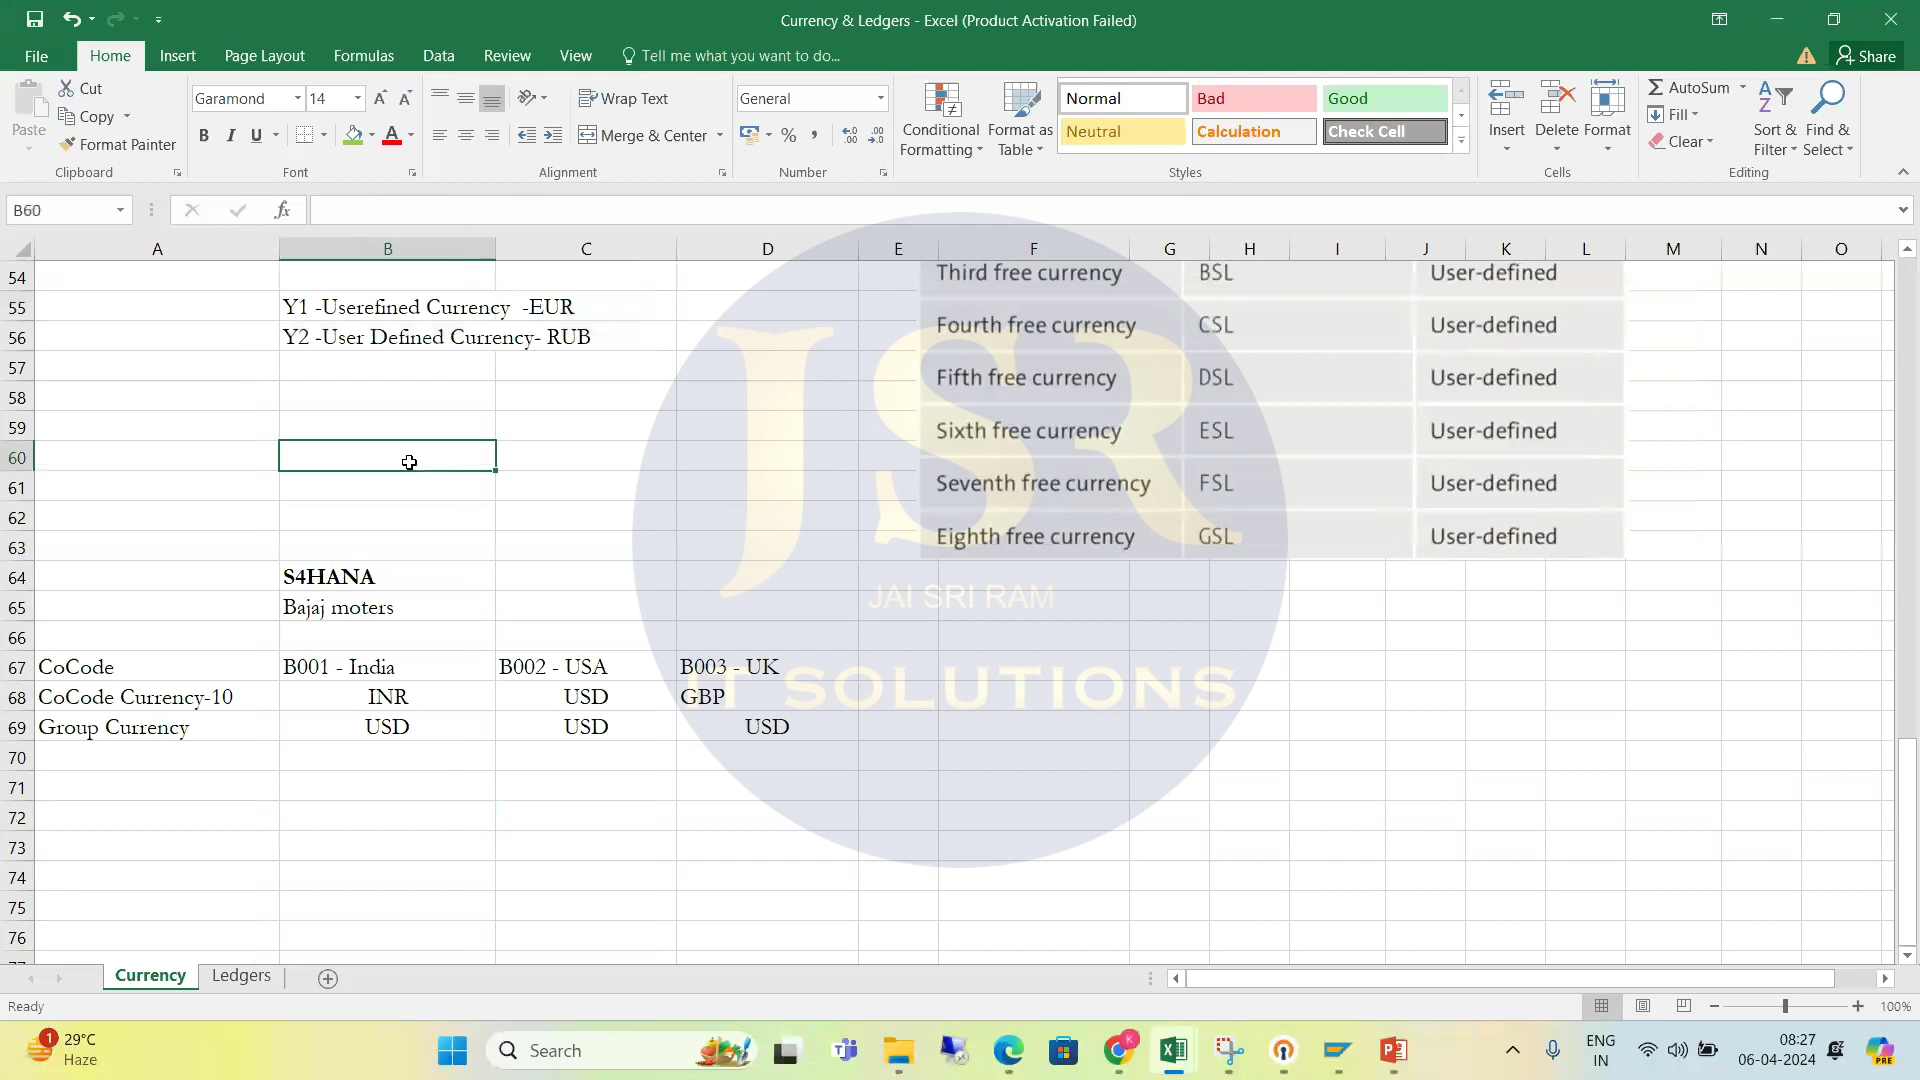 Currency & Ledgers - Excel (Product Activation Failed)
File Home Insert Page Layout Formulas Data Review View Tell me what you want to do... Share
Paste Cut Copy Format Painter Clipboard
Garamond 14 A A B I U A Font
Wrap Text Merge & Center Alignment
General % , Number
Conditional Formatting Format as Table
Normal Bad Good
Neutral Calculation Check Cell
Styles
Insert Delete Format Cells
AutoSum Fill Clear Sort & Filter Find & Select Editing
B60 fx
A B C D E F G H I J K L M N O
54 Third free currency BSL User-defined
55 Y1 -Userefined Currency -EUR
56 Y2 -User Defined Currency- RUB
Fourth free currency CSL User-defined
57
Fifth free currency DSL User-defined
58
59
Sixth free currency ESL User-defined
60
61
Seventh free currency FSL User-defined
62
63
Eighth free currency GSL User-defined
64 S4HANA
65 Bajaj moters
66
67 CoCode B001 - India B002 - USA B003 - UK
68 CoCode Currency-10 INR USD GBP
69 Group Currency USD USD USD
70
71
72
73
74
75
76
JSR
JAI SRI RAM
IT SOLUTIONS
Currency Ledgers
Ready 100%
1 29°C
Haze
Search
K
ENG
IN
08:27
06-04-2024
PRE